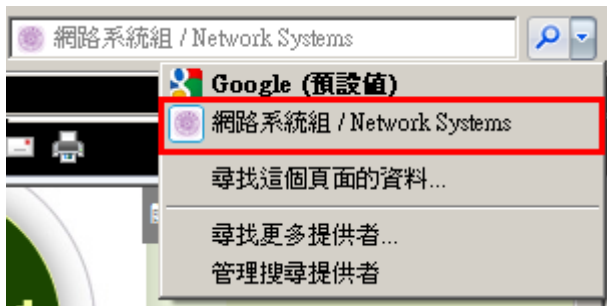 網路系統組 / Network Systems
Google (預設值)
網路系統組 / Network Systems
尋找這個頁面的資料...
尋找更多提供者...
管理搜尋提供者